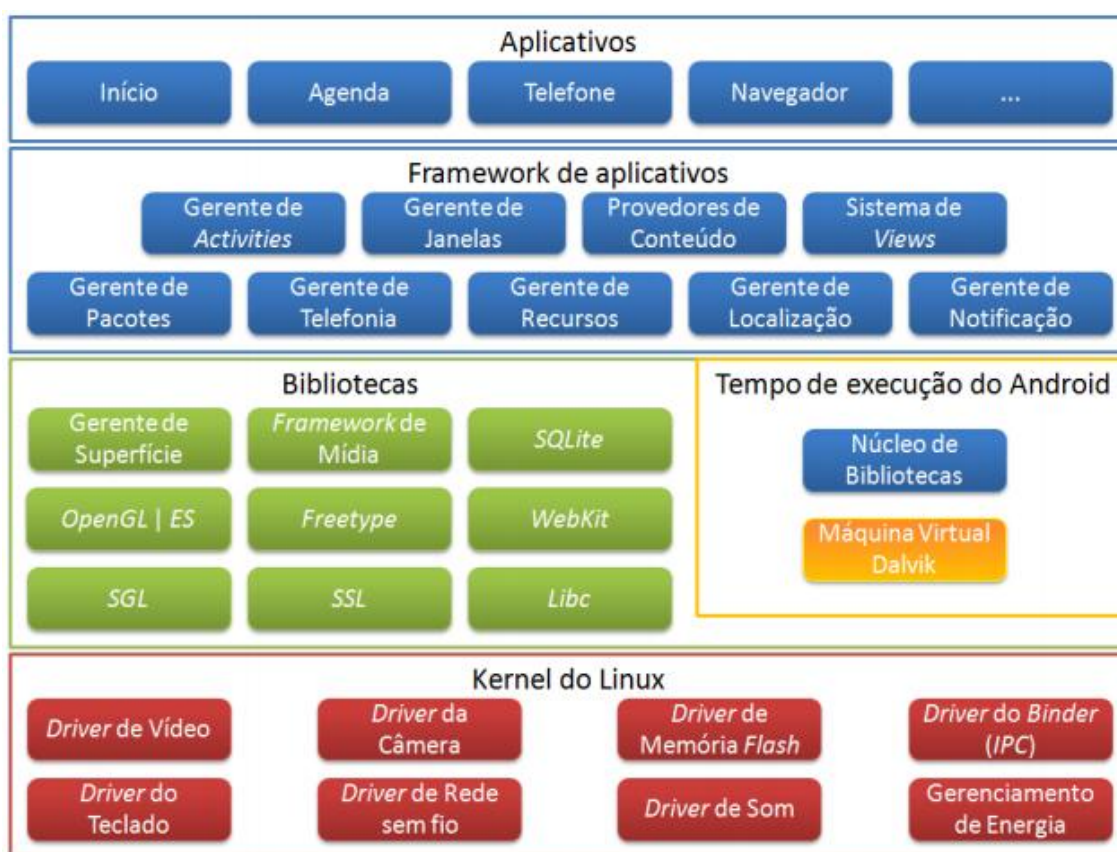 Aplicativos
Início
Agenda
Telefone
Navegador
...
Framework de aplicativos
Gerente de
Activities
Gerente de
Janelas
Provedores de
Conteúdo
Sistema de
Views
Gerente de
Pacotes
Gerente de
Telefonia
Gerente de
Recursos
Gerente de
Localização
Gerente de
Notificação
Bibliotecas
Gerente de
Superfície
Framework de
Mídia
SQLite
OpenGL | ES
Freetype
WebKit
SGL
SSL
Libc
Tempo de execução do Android
Núcleo de
Bibliotecas
Máquina Virtual
Dalvik
Kernel do Linux
Driver de Vídeo
Driver da
Câmera
Driver de
Memória Flash
Driver do Binder
(IPC)
Driver do
Teclado
Driver de Rede
sem fio
Driver de Som
Gerenciamento
de Energia